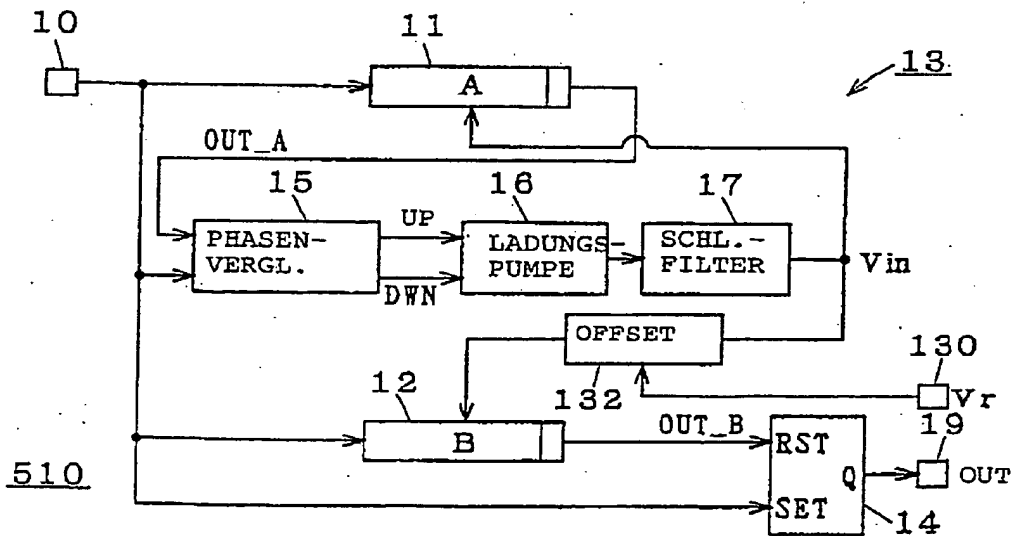 10
11
13
A
OUT_A
15
16
17
PHASEN-
VERGL.
UP
DWN
LADUNGS-
PUMPE
SCHL.-
FILTER
Vin
OFFSET
132
130
Vr
12
B
OUT_B
RST
SET
Q
14
19
OUT
510